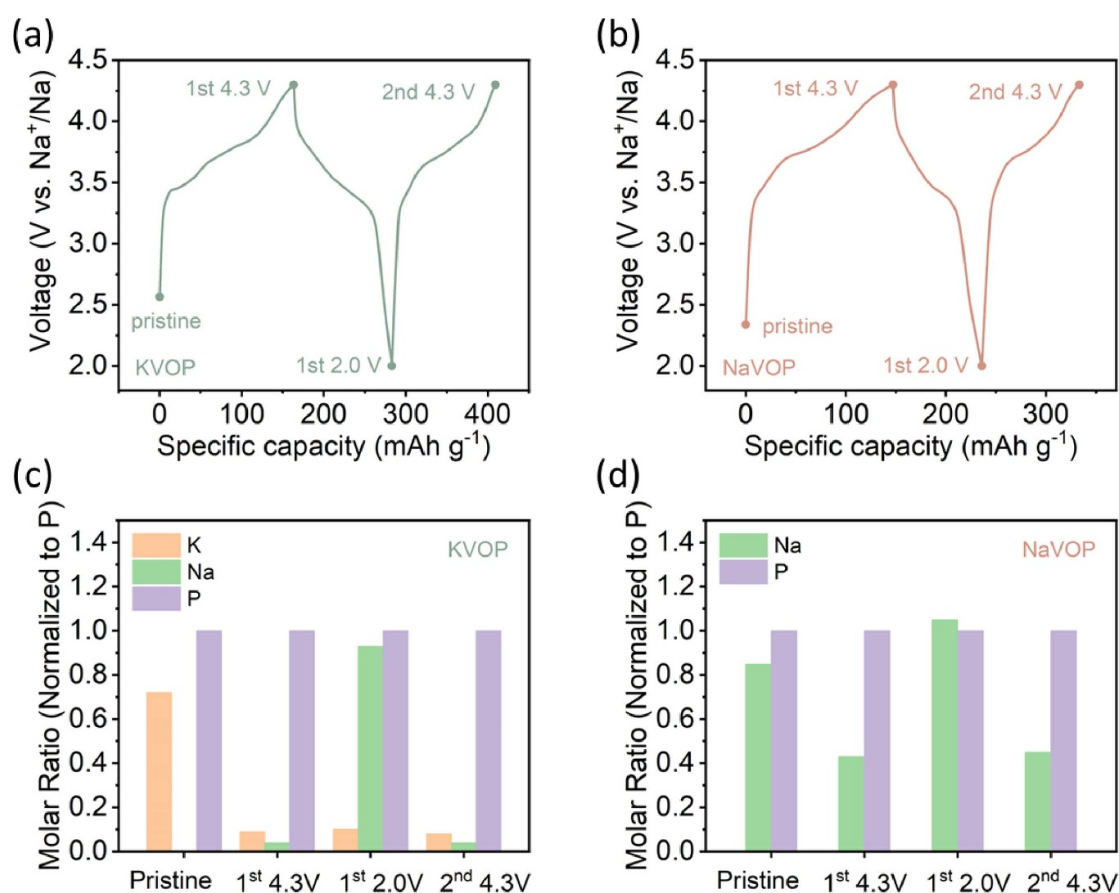 (a)
4.5
4.0
3.5
3.0
2.5
2.0
Voltage (V vs. Na⁺/Na)
1st 4.3 V
2nd 4.3 V
pristine
KVOP
1st 2.0 V
0 100 200 300 400
Specific capacity (mAh g⁻¹)
(b)
4.5
4.0
3.5
3.0
2.5
2.0
Voltage (V vs. Na⁺/Na)
1st 4.3 V
2nd 4.3 V
pristine
NaVOP
1st 2.0 V
0 100 200 300
Specific capacity (mAh g⁻¹)
(c)
Molar Ratio (Normalized to P)
1.4
1.2
1.0
0.8
0.6
0.4
0.2
0.0
K
Na
P
KVOP
Pristine 1ˢᵗ 4.3V 1ˢᵗ 2.0V 2ⁿᵈ 4.3V
(d)
Molar Ratio (Normalized to P)
1.4
1.2
1.0
0.8
0.6
0.4
0.2
0.0
Na
P
NaVOP
Pristine 1ˢᵗ 4.3V 1ˢᵗ 2.0V 2ⁿᵈ 4.3V